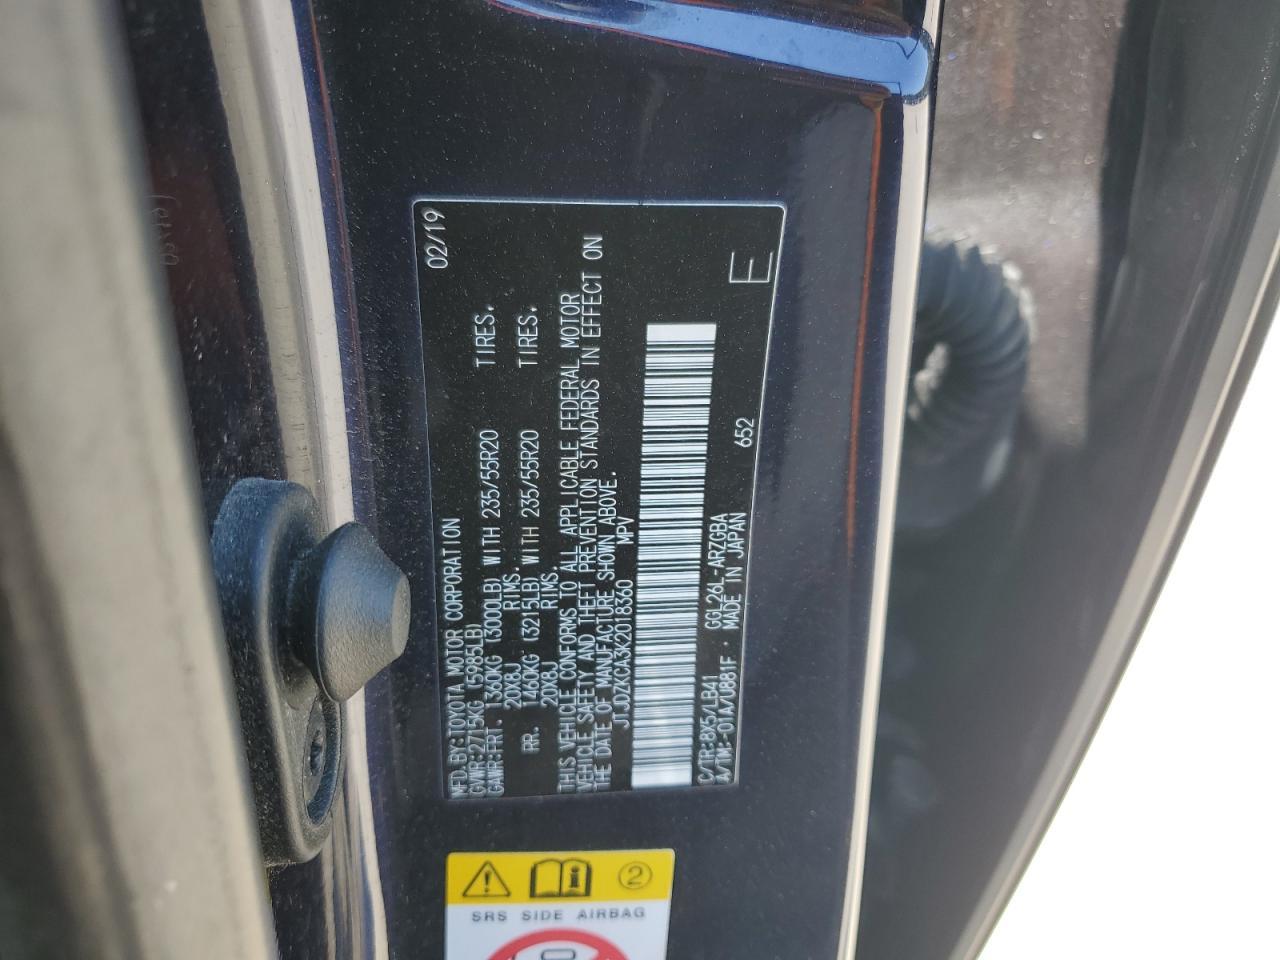 02/19
MFD.BY:TOYOTA MOTOR CORPORATION
GVWR:2715KG (5985LB)
GAWR:FRT. 1360KG (3000LB) WITH 235/55R20 TIRES.
20X8J RIMS.
RR. 1460KG (3215LB) WITH 235/55R20 TIRES.
20X8J RIMS.
THIS VEHICLE CONFORMS TO ALL APPLICABLE FEDERAL MOTOR
VEHICLE SAFETY AND THEFT PREVENTION STANDARDS IN EFFECT ON
THE DATE OF MANUFACTURE SHOWN ABOVE.
JTJDZKCA3K2018360 MPV
C/TR:8X5/LB41 GGL26L-ARZGBA 652
A/TM:-01A/U881F MADE IN JAPAN
E
2
SRS SIDE AIRBAG